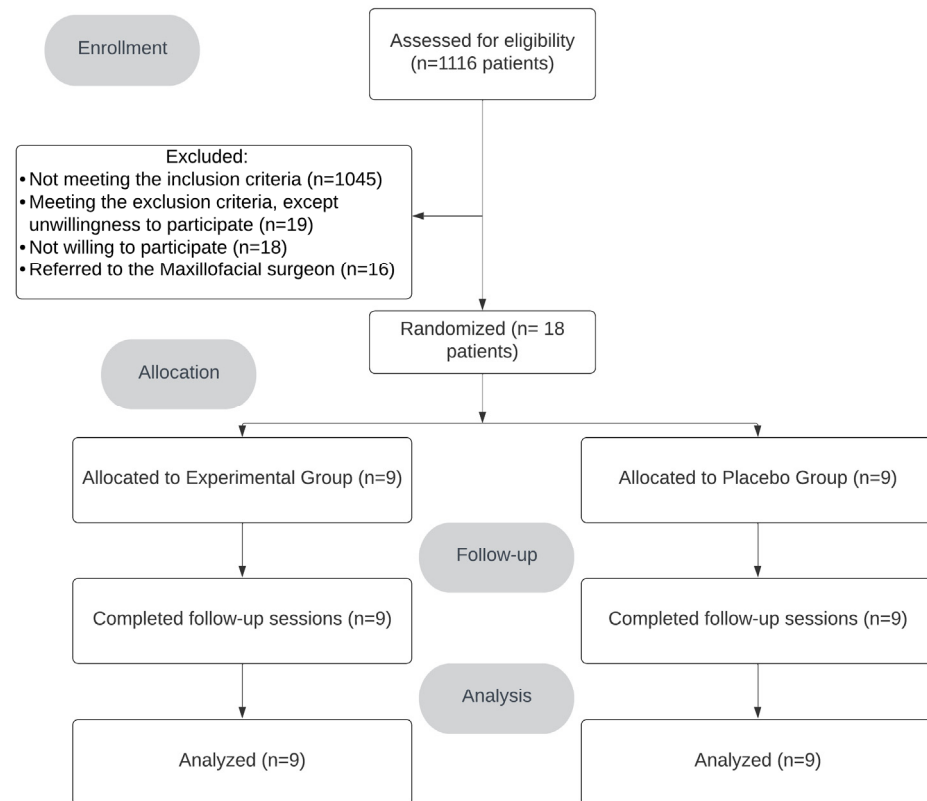 Enrollment
Assessed for eligibility
(n=1116 patients)
Excluded:
• Not meeting the inclusion criteria (n=1045)
• Meeting the exclusion criteria, except
unwillingness to participate (n=19)
• Not willing to participate (n=18)
• Referred to the Maxillofacial surgeon (n=16)
Randomized (n= 18
patients)
Allocation
Allocated to Experimental Group (n=9)
Allocated to Placebo Group (n=9)
Follow-up
Completed follow-up sessions (n=9)
Completed follow-up sessions (n=9)
Analysis
Analyzed (n=9)
Analyzed (n=9)